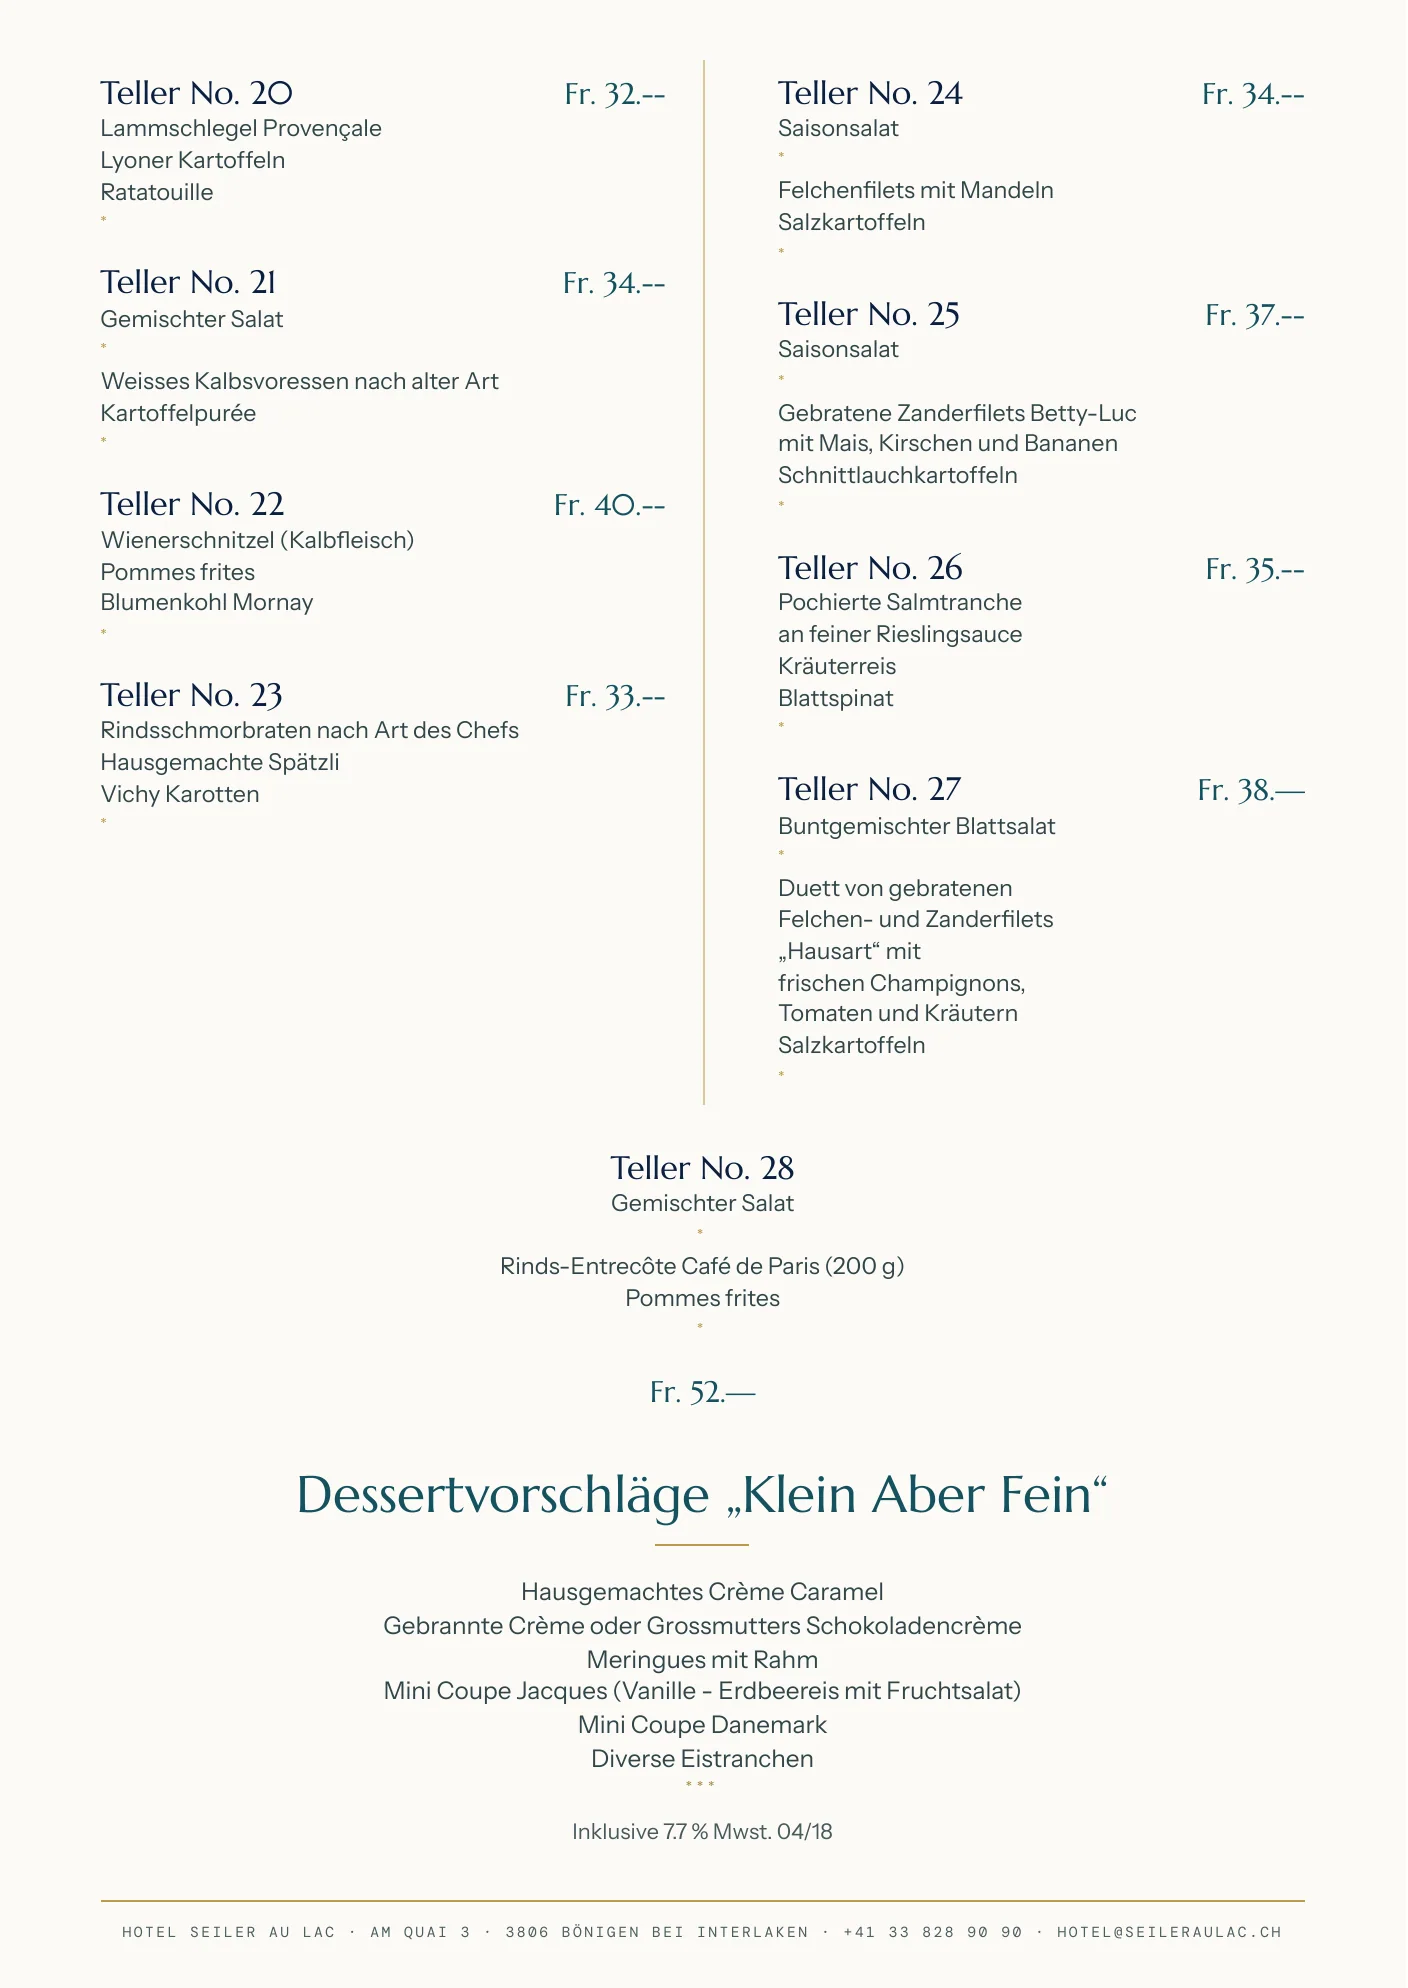 Teller No. 20 Fr. 32.--
Lammschlegel Provençale
Lyoner Kartoffeln
Ratatouille
*
Teller No. 21 Fr. 34.--
Gemischter Salat
*
Weisses Kalbsvoressen nach alter Art
Kartoffelpurée
*
Teller No. 22 Fr. 40.--
Wienerschnitzel (Kalbfleisch)
Pommes frites
Blumenkohl Mornay
*
Teller No. 23 Fr. 33.--
Rindsschmorbraten nach Art des Chefs
Hausgemachte Spätzli
Vichy Karotten
*
Teller No. 24 Fr. 34.--
Saisonsalat
*
Felchenfilets mit Mandeln
Salzkartoffeln
*
Teller No. 25 Fr. 37.--
Saisonsalat
*
Gebratene Zanderfilets Betty-Luc
mit Mais, Kirschen und Bananen
Schnittlauchkartoffeln
*
Teller No. 26 Fr. 35.--
Pochierte Salmtranche
an feiner Rieslingsauce
Kräuterreis
Blattspinat
*
Teller No. 27 Fr. 38.—
Buntgemischter Blattsalat
*
Duett von gebratenen
Felchen- und Zanderfilets
„Hausart“ mit
frischen Champignons,
Tomaten und Kräutern
Salzkartoffeln
*
Teller No. 28
Gemischter Salat
*
Rinds-Entrecôte Café de Paris (200 g)
Pommes frites
*
Fr. 52.—
Dessertvorschläge „Klein Aber Fein“
Hausgemachtes Crème Caramel
Gebrannte Crème oder Grossmutters Schokoladencrème
Meringues mit Rahm
Mini Coupe Jacques (Vanille - Erdbeereis mit Fruchtsalat)
Mini Coupe Danemark
Diverse Eistranchen
***
Inklusive 7.7 % Mwst. 04/18
HOTEL SEILER AU LAC · AM QUAI 3 · 3806 BÖNIGEN BEI INTERLAKEN · +41 33 828 90 90 · HOTEL@SEILERAULAC.CH